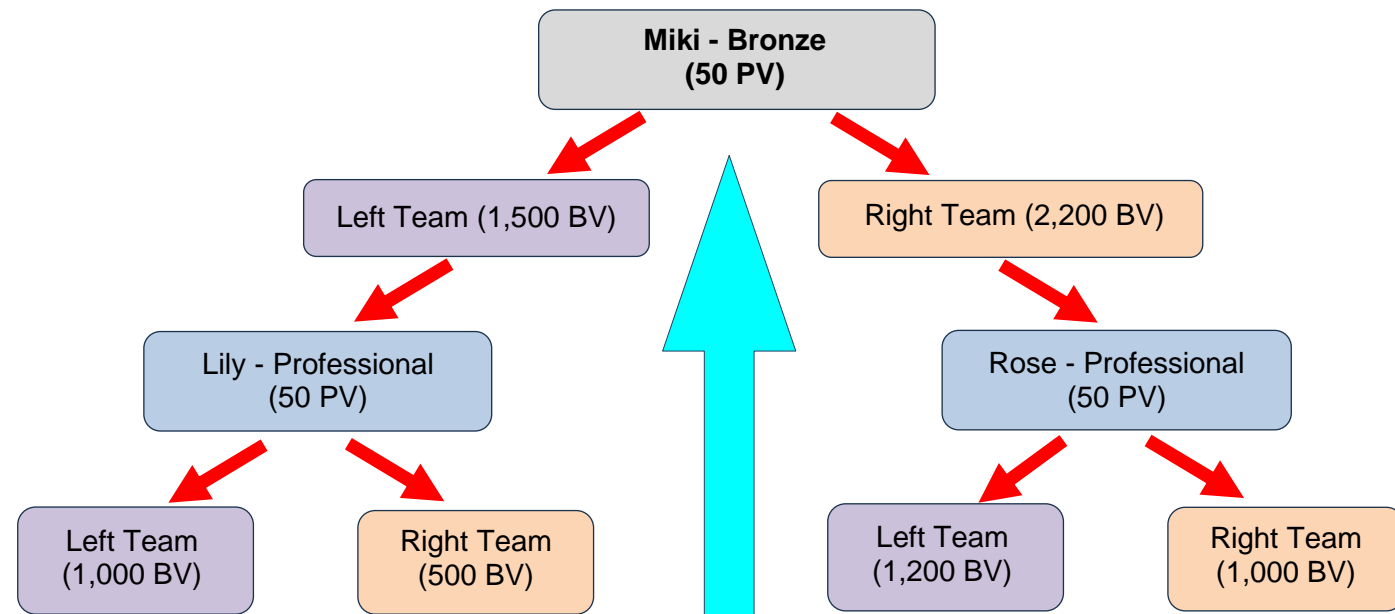 Miki - Bronze
(50 PV)
Left Team (1,500 BV)
Right Team (2,200 BV)
Lily - Professional
(50 PV)
Rose - Professional
(50 PV)
Left Team
(1,000 BV)
Right Team
(500 BV)
Left Team
(1,200 BV)
Right Team
(1,000 BV)